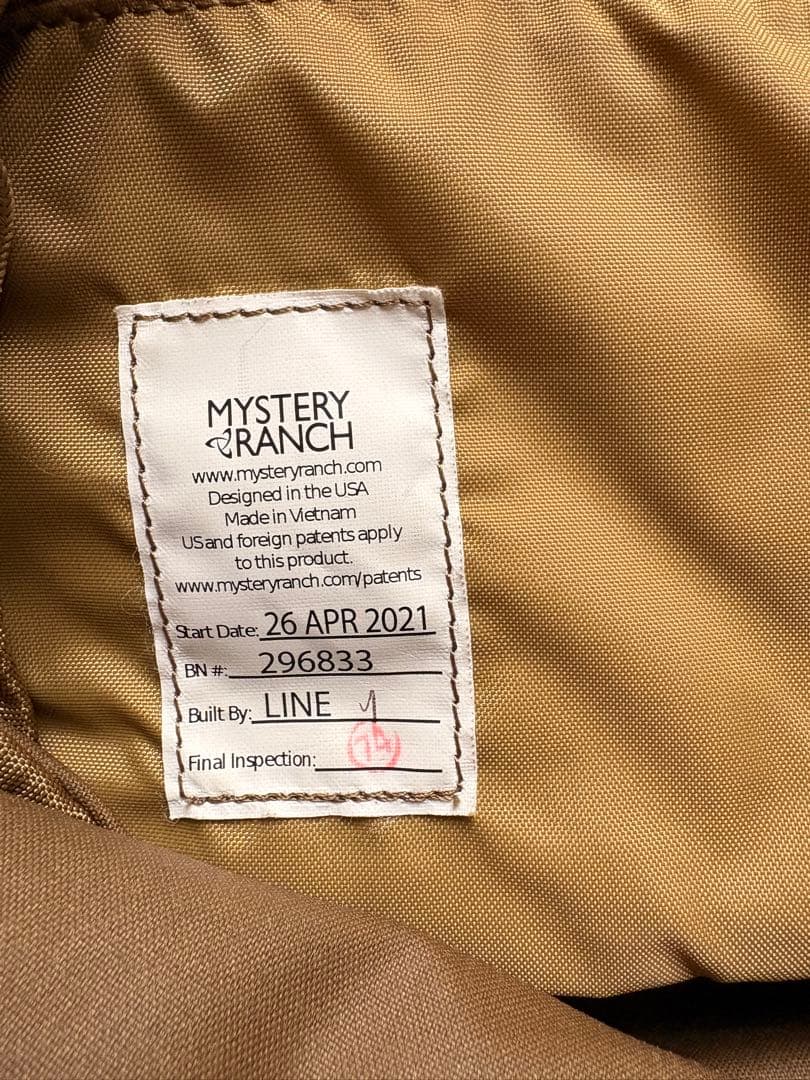 MYSTERY
RANCH
www.mysteryranch.com
Designed in the USA
Made in Vietnam
US and foreign patents apply
to this product.
www.mysteryranch.com/patents
Start Date: 26 APR 2021
BN #: 296833
Built By: LINE
Final Inspection: